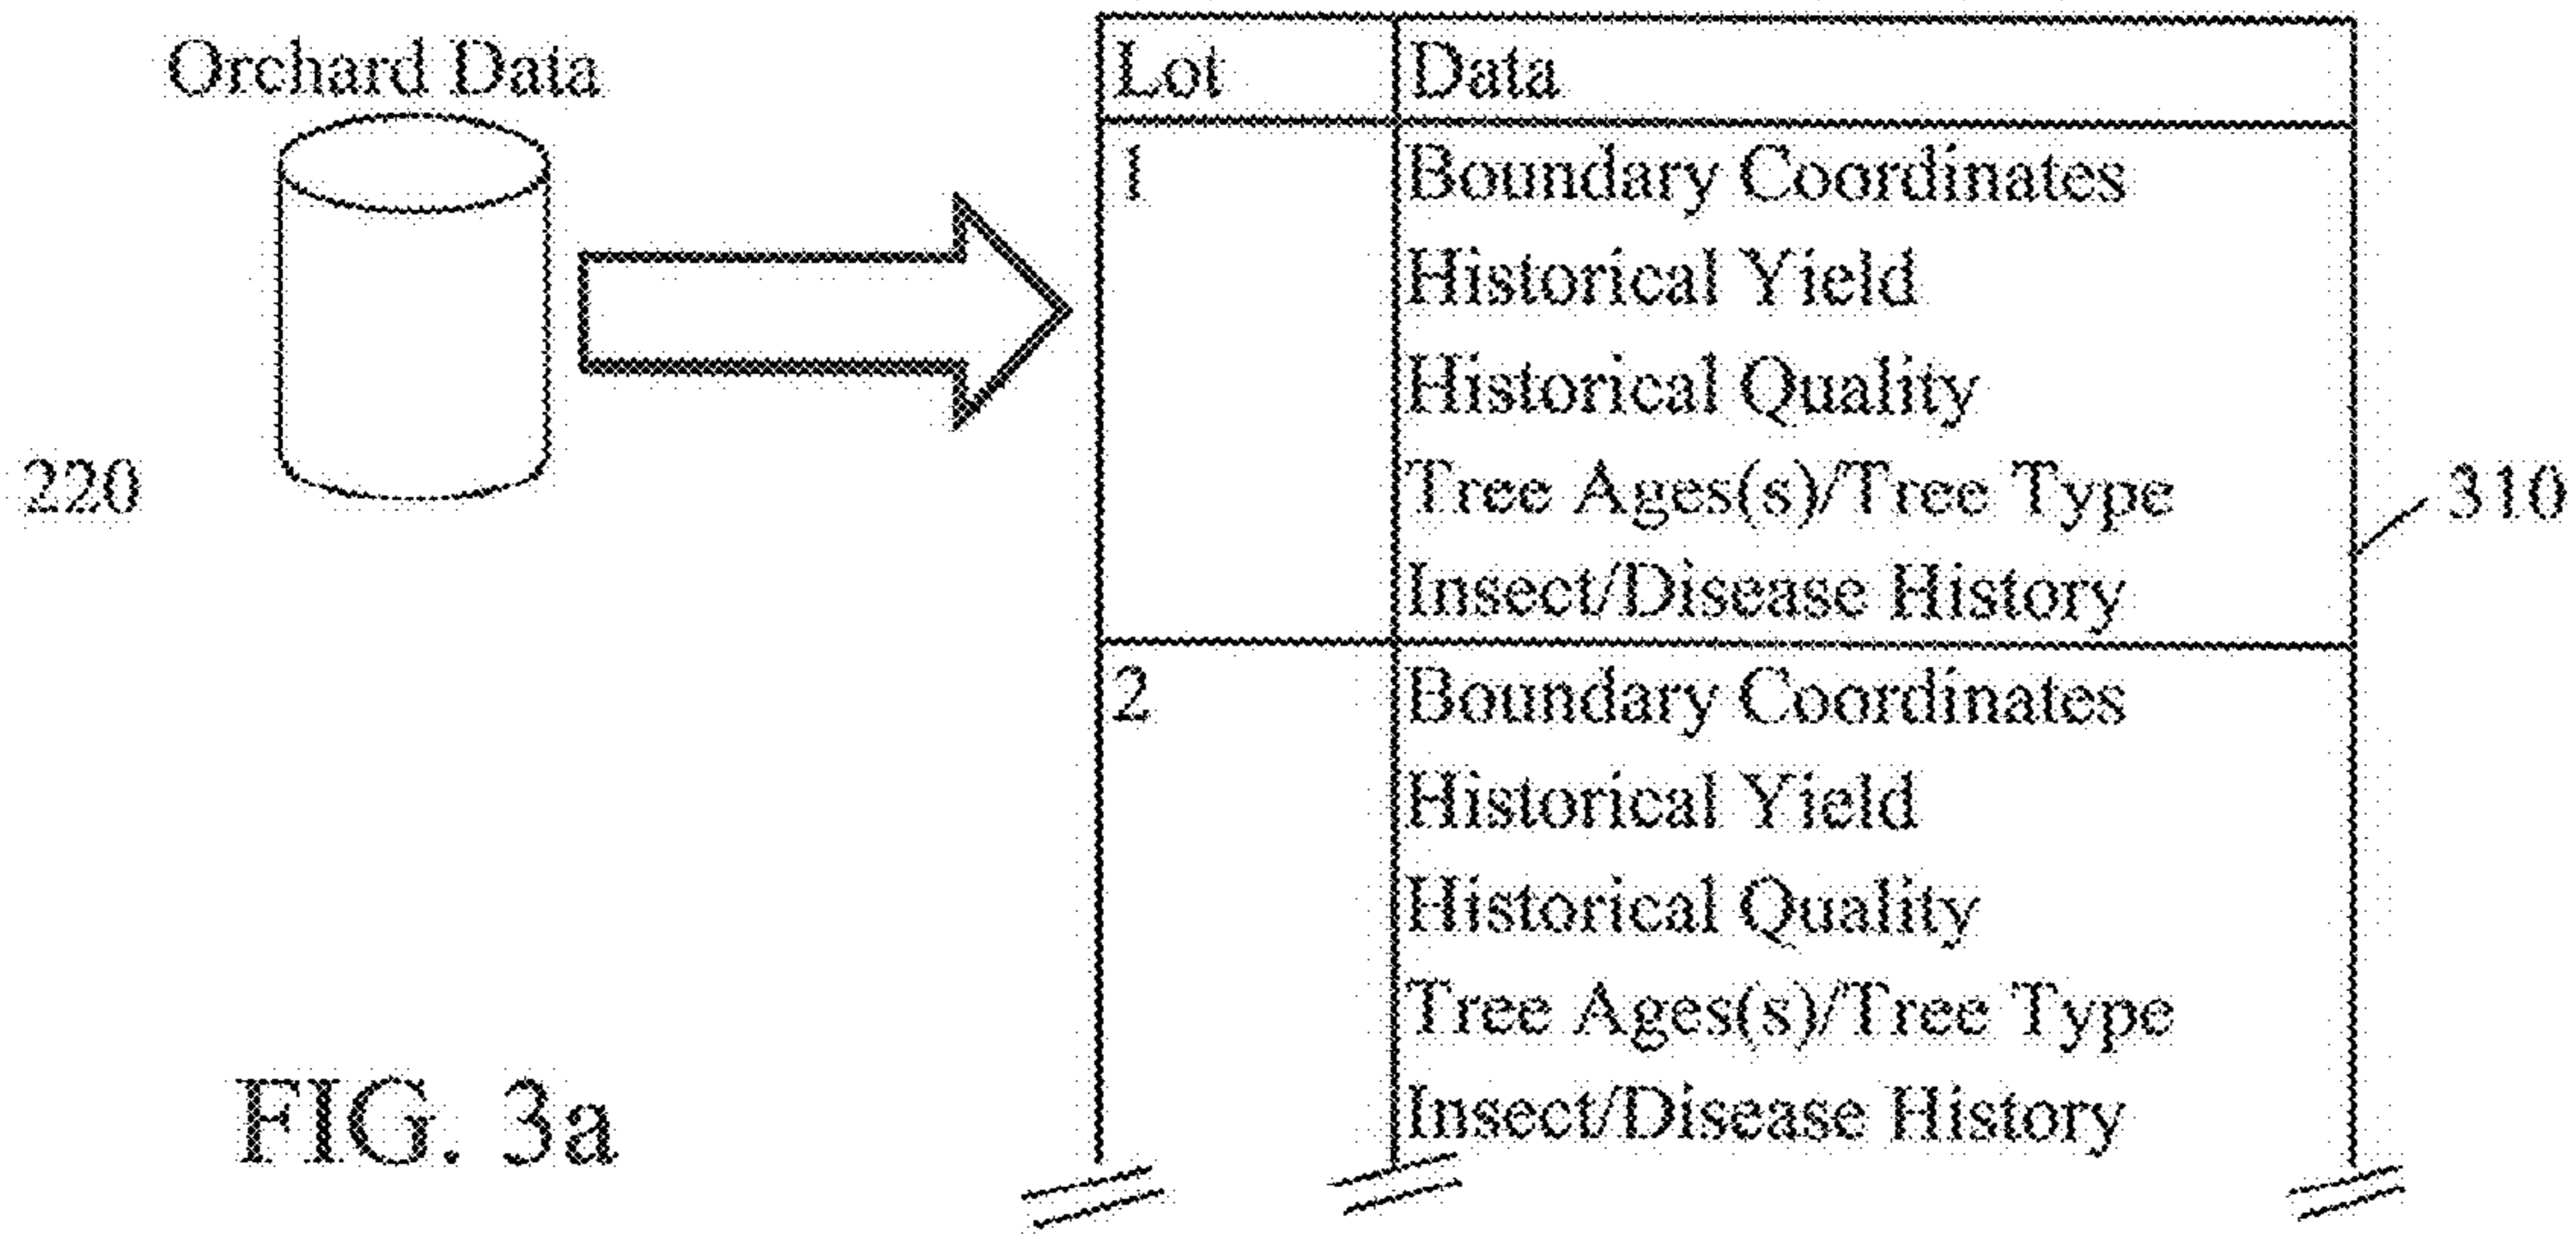 Orchard Data
220
Lot Data
1 Boundary Coordinates
Historical Yield
Historical Quality
Tree Ages(s)/Tree Type
Insect/Disease History
2 Boundary Coordinates
Historical Yield
Historical Quality
Tree Ages(s)/Tree Type
Insect/Disease History
310
FIG. 3a